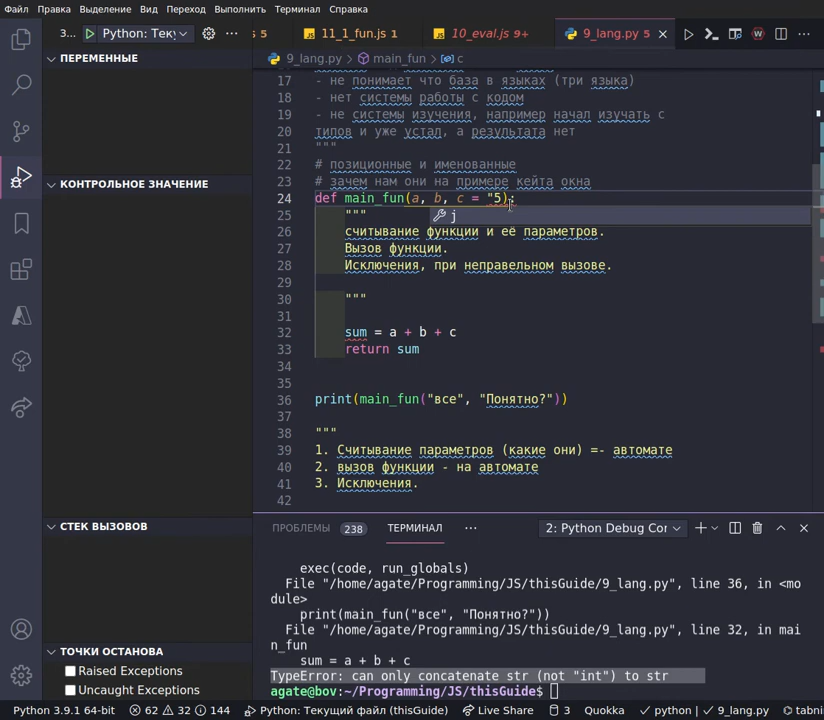 Файл Правка Выделение Вид Переход Выполнить Терминал Справка
3... Python: Теку ··· s 5 JS 11_1_fun.js 1 JS 10_eval.js 9+ 9_lang.py 5
ПЕРЕМЕННЫЕ
КОНТРОЛЬНОЕ ЗНАЧЕНИЕ
СТЕК ВЫЗОВОВ
ТОЧКИ ОСТАНОВА
Raised Exceptions
Uncaught Exceptions
9_lang.py > main_fun > c
17 - не понимает что база в языках (три языка)
18 - нет системы работы с кодом
19 - не системы изучения, например начал изучать с
20 типов и уже устал, а результата нет
21 """
22 # позиционные и именованные
23 # зачем нам они на примере кейта окна
24 def main_fun(a, b, c = "5):
j
25 """
26 считывание функции и её параметров.
27 Вызов функции.
28 Исключения, при неправельном вызове.
29
30 """
31
32 sum = a + b + c
33 return sum
34
35
36 print(main_fun("все", "Понятно?"))
37
38 """
39 1. Считывание параметров (какие они) =- автомате
40 2. вызов функции - на автомате
41 3. Исключения.
42
ПРОБЛЕМЫ 238 ТЕРМИНАЛ ··· 2: Python Debug Cor
exec(code, run_globals)
File "/home/agate/Programming/JS/thisGuide/9_lang.py", line 36, in <mo
dule>
print(main_fun("все", "Понятно?"))
File "/home/agate/Programming/JS/thisGuide/9_lang.py", line 32, in mai
n_fun
sum = a + b + c
TypeError: can only concatenate str (not "int") to str
agate@bov:~/Programming/JS/thisGuide$
Python 3.9.1 64-bit 62 32 144 Python: Текущий файл (thisGuide) Live Share 3 Quokka python | 9_lang.py tabni